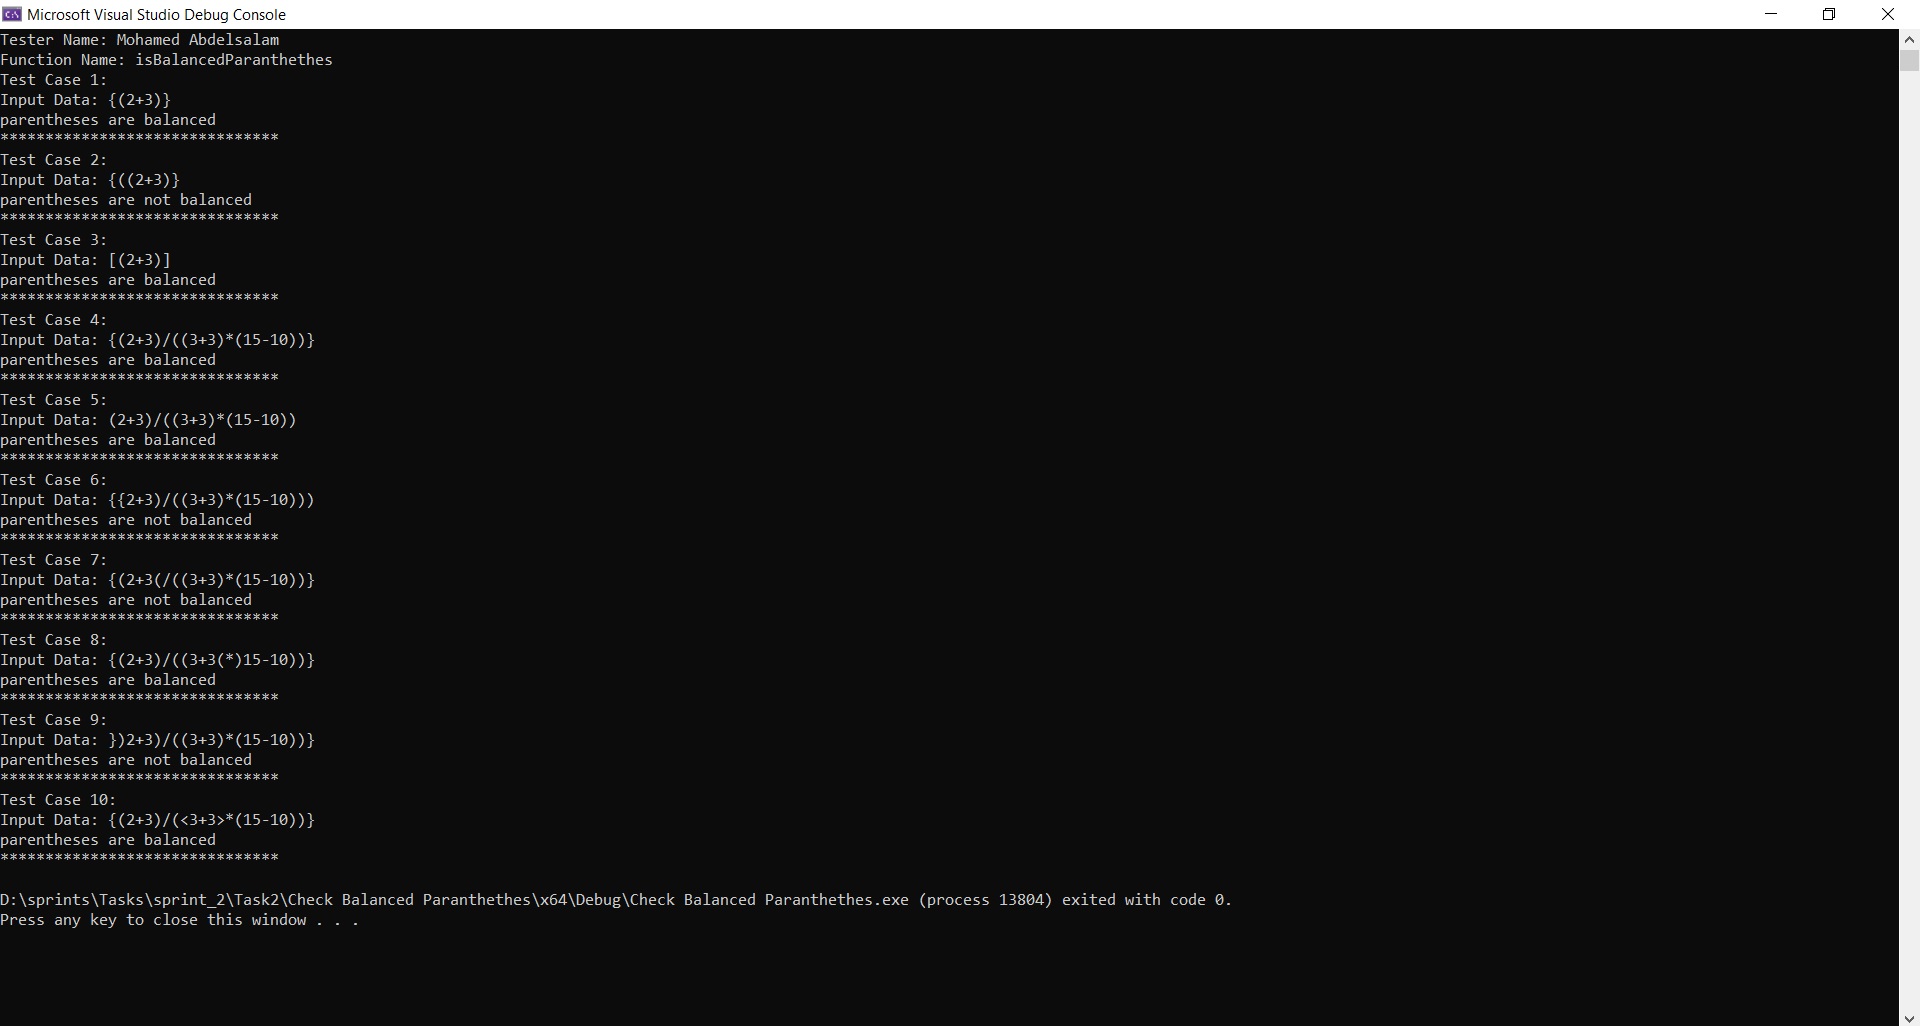 Microsoft Visual Studio Debug Console
Tester Name: Mohamed Abdelsalam
Function Name: isBalancedParanthethes
Test Case 1:
Input Data: {(2+3)}
parentheses are balanced
*******************************
Test Case 2:
Input Data: {((2+3)}
parentheses are not balanced
*******************************
Test Case 3:
Input Data: [(2+3)]
parentheses are balanced
*******************************
Test Case 4:
Input Data: {(2+3)/((3+3)*(15-10))}
parentheses are balanced
*******************************
Test Case 5:
Input Data: (2+3)/((3+3)*(15-10))
parentheses are balanced
*******************************
Test Case 6:
Input Data: {{2+3)/((3+3)*(15-10)))
parentheses are not balanced
*******************************
Test Case 7:
Input Data: {(2+3(/((3+3)*(15-10))}
parentheses are not balanced
*******************************
Test Case 8:
Input Data: {(2+3)/((3+3(*)15-10))}
parentheses are balanced
*******************************
Test Case 9:
Input Data: })2+3)/((3+3)*(15-10))}
parentheses are not balanced
*******************************
Test Case 10:
Input Data: {(2+3)/(<3+3>*(15-10))}
parentheses are balanced
*******************************
D:\sprints\Tasks\sprint_2\Task2\Check Balanced Paranthethes\x64\Debug\Check Balanced Paranthethes.exe (process 13804) exited with code 0.
Press any key to close this window . . .